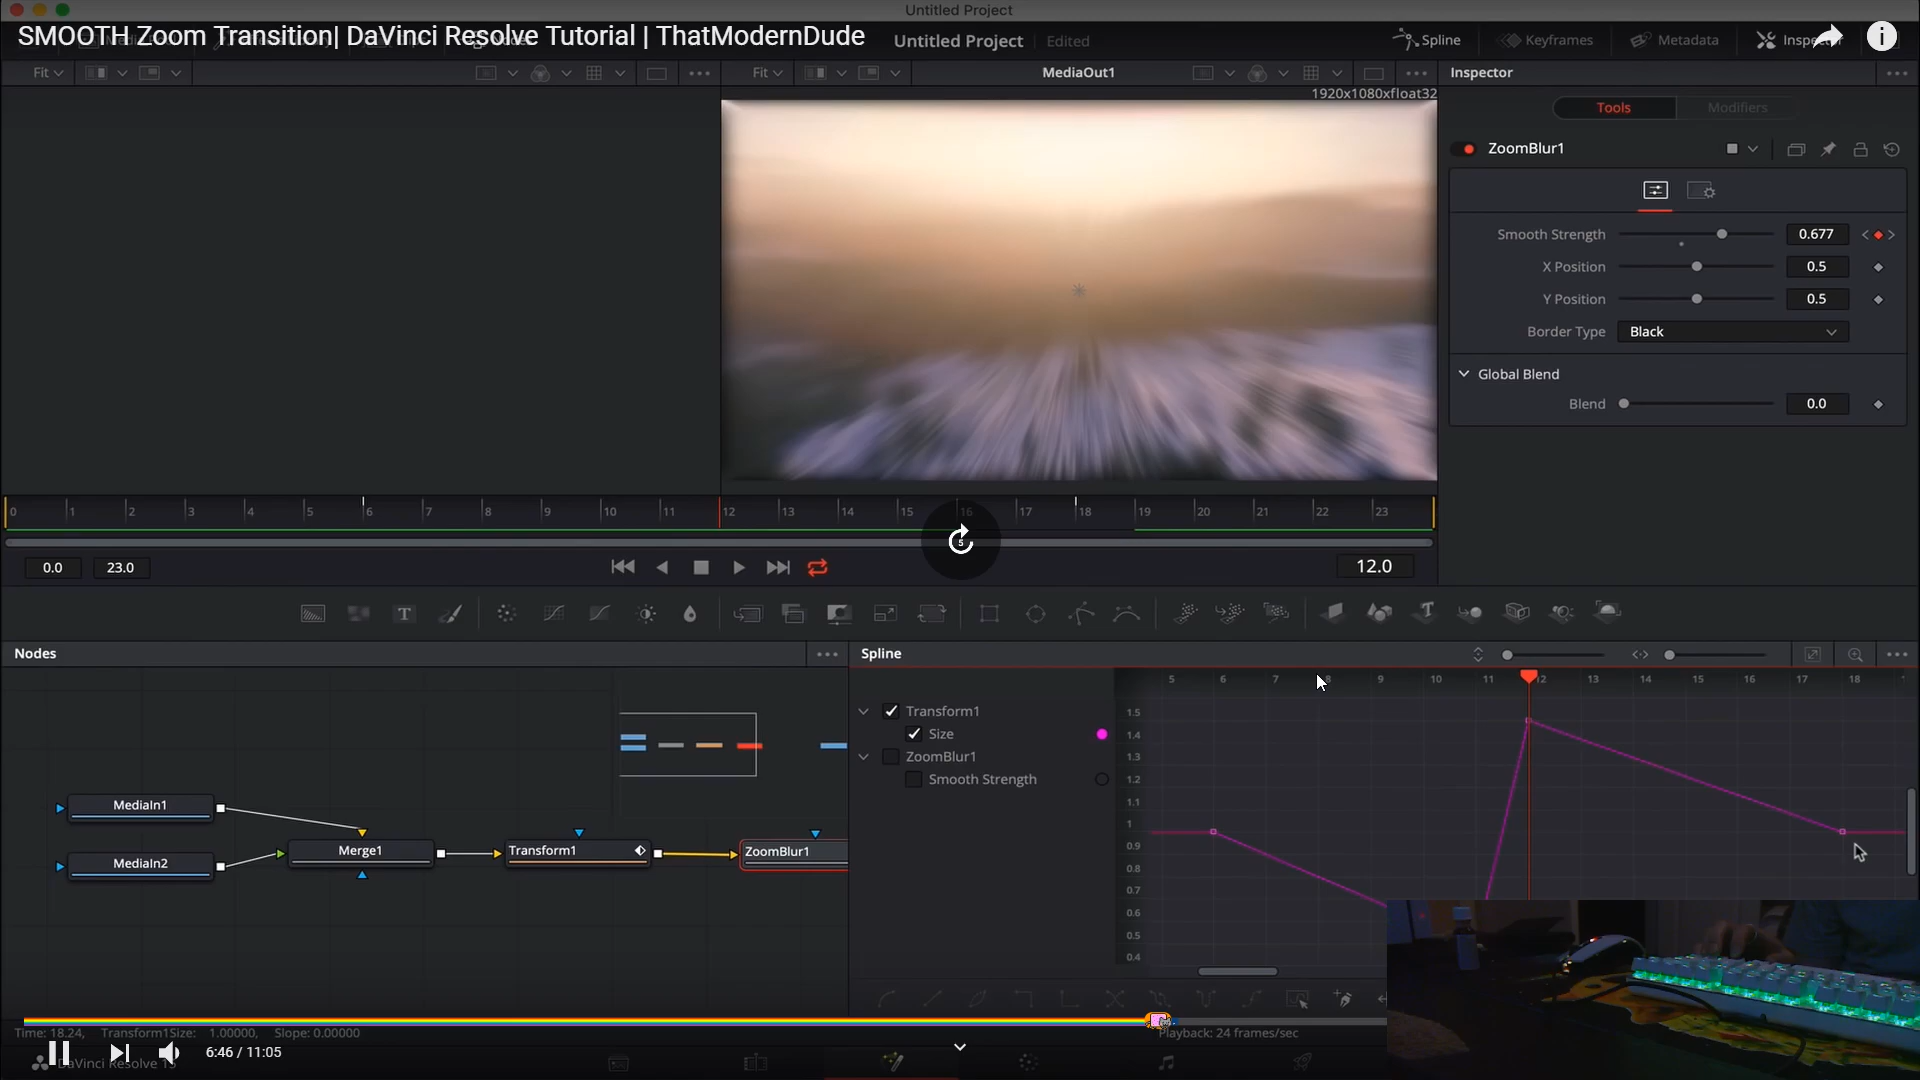 Untitled Project
SMOOTH Zoom Transition| DaVinci Resolve Tutorial | ThatModernDude
Untitled Project Edited
Spline Keyframes Metadata Inspector
Fit Fit MediaOut1 Inspector
1920x1080xfloat32
Tools Modifiers
ZoomBlur1
Smooth Strength 0.677
X Position 0.5
Y Position 0.5
Border Type Black
Global Blend
Blend 0.0
0 1 2 3 4 5 6 7 8 9 10 11 12 13 14 15 16 17 18 19 20 21 22 23
5
0.0 23.0 12.0
Nodes Spline
5 6 7 8 9 10 11 12 13 14 15 16 17 18
Transform1
Size
ZoomBlur1
Smooth Strength
1.5
1.4
1.3
1.2
1.1
1
0.9
0.8
0.7
0.6
0.5
0.4
MediaIn1
MediaIn2
Merge1
Transform1
ZoomBlur1
Time: 18.24, Transform1Size: 1.00000, Slope: 0.00000
Playback: 24 frames/sec
6:46 / 11:05
DaVinci Resolve